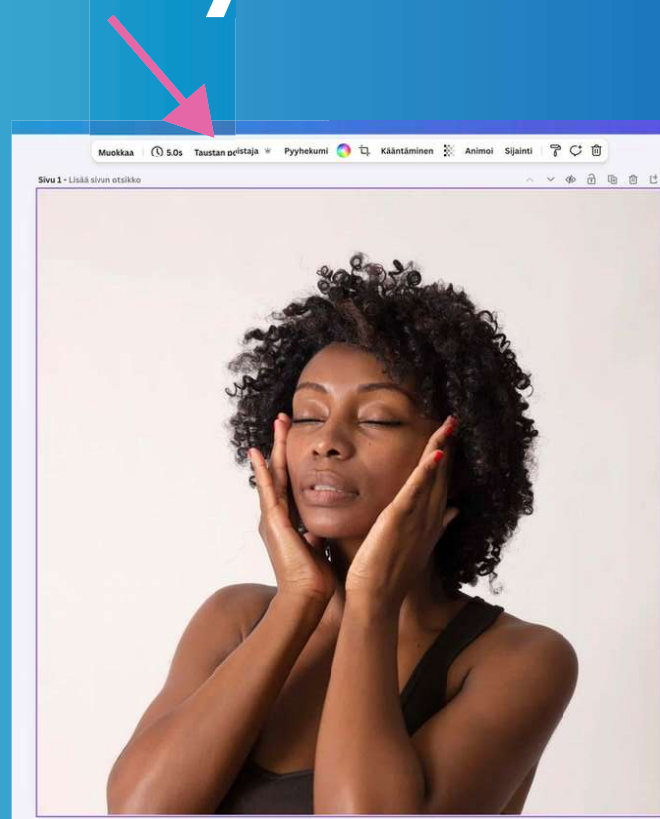 Muokkaa 5.0s Taustan poistaja Pyyhekumi Kääntäminen Animoi Sijainti
Sivu 1 - Lisää sivun otsikko